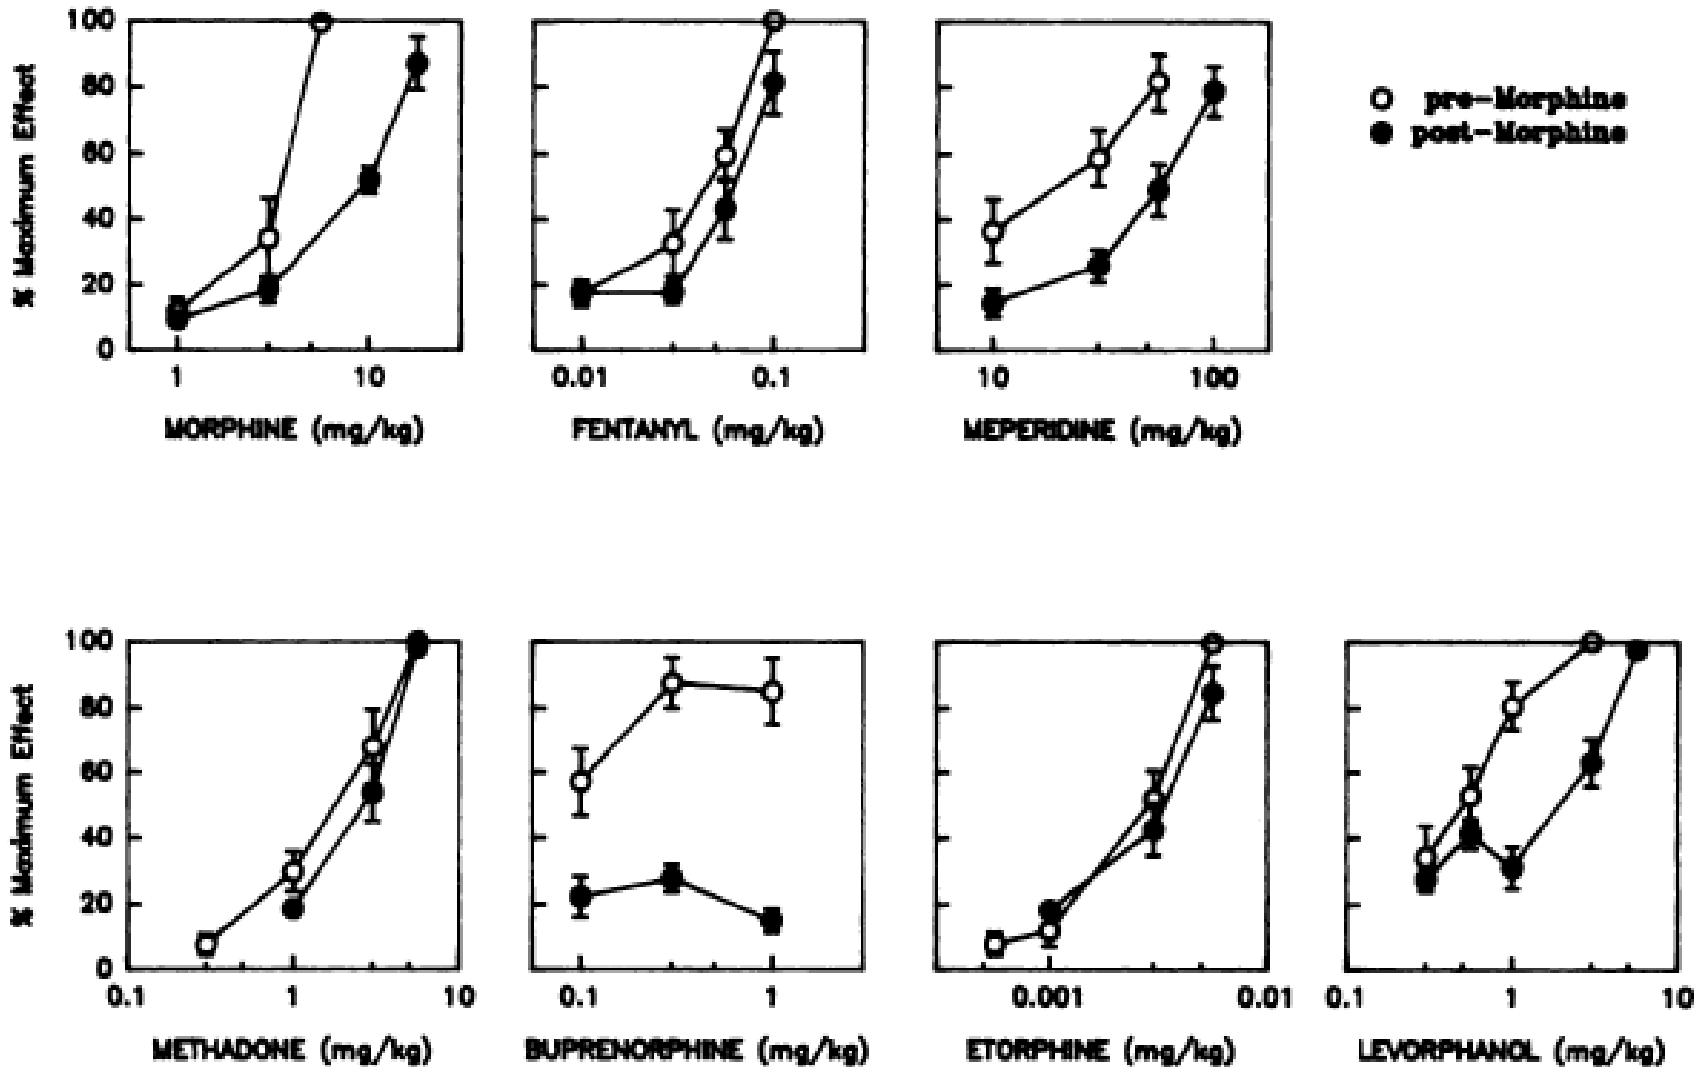 100
80
60
40
20
0
% Maximum Effect
1 10
MORPHINE (mg/kg)
0.01 0.1
FENTANYL (mg/kg)
10 100
MEPERIDINE (mg/kg)
pre-Morphine
post-Morphine
100
80
60
40
20
0
% Maximum Effect
0.1 1 10
METHADONE (mg/kg)
0.1 1
BUPRENORPHINE (mg/kg)
0.001 0.01
ETORPHINE (mg/kg)
0.1 1 10
LEVORPHANOL (mg/kg)